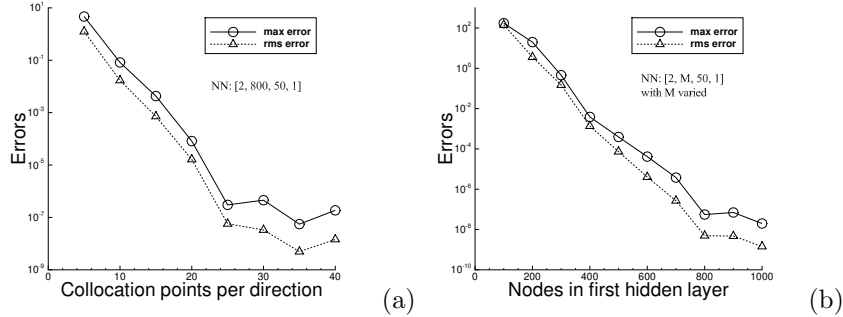 10^1
10^-1
10^-3
10^-5
10^-7
10^-9
Errors
max error
rms error
NN: [2, 800, 50, 1]
0 10 20 30 40
Collocation points per direction
(a)
10^2
10^0
10^-2
10^-4
10^-6
10^-8
10^-10
Errors
max error
rms error
NN: [2, M, 50, 1]
with M varied
0 200 400 600 800 1000
Nodes in first hidden layer
(b)